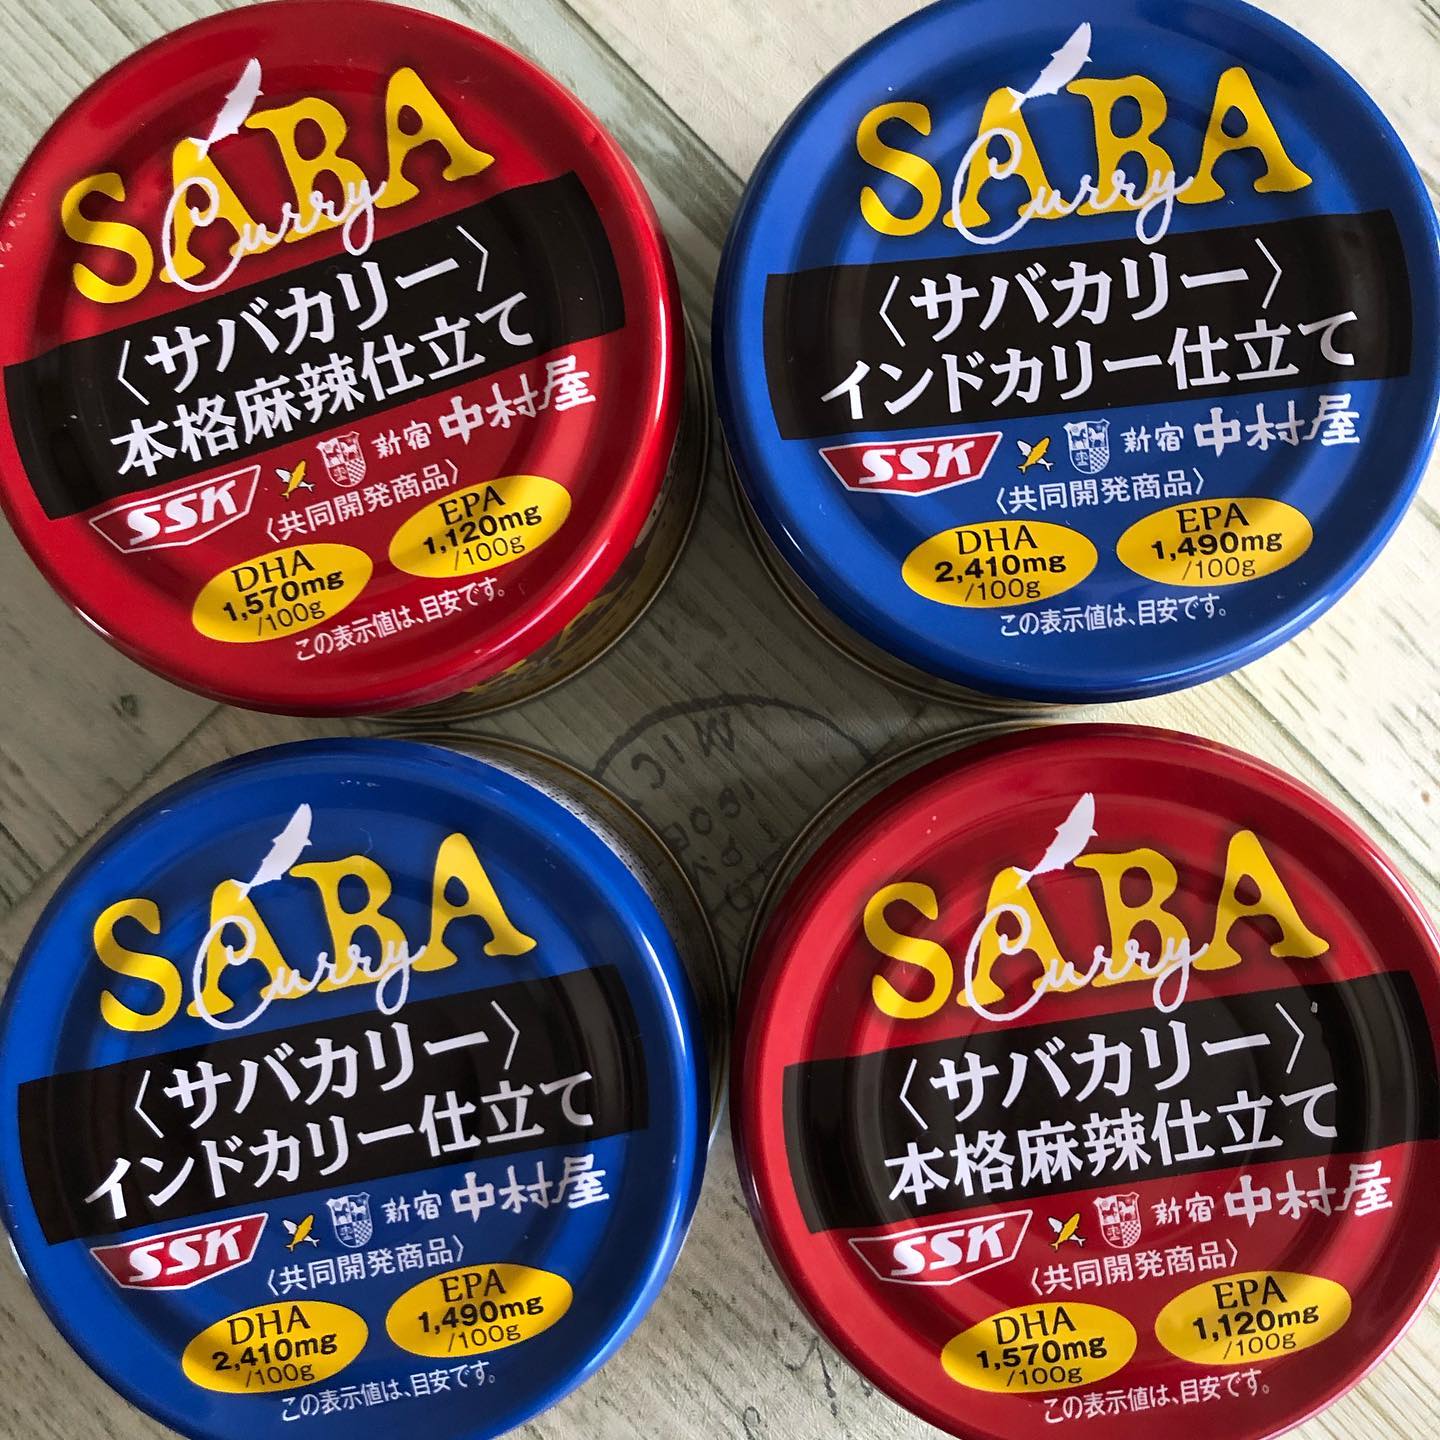 SABA
Curry
〈サバカリー〉
本格麻辣仕立て
SSK × 新宿 中村屋
〈共同開発商品〉
DHA
1,570mg
/100g
EPA
1,120mg
/100g
この表示値は、目安です。
SABA
Curry
〈サバカリー〉
インドカリー仕立て
SSK × 新宿 中村屋
〈共同開発商品〉
DHA
2,410mg
/100g
EPA
1,490mg
/100g
この表示値は、目安です。
SABA
Curry
〈サバカリー〉
インドカリー仕立て
SSK × 新宿 中村屋
〈共同開発商品〉
DHA
2,410mg
/100g
EPA
1,490mg
/100g
この表示値は、目安です。
SABA
Curry
〈サバカリー〉
本格麻辣仕立て
SSK × 新宿 中村屋
〈共同開発商品〉
DHA
1,570mg
/100g
EPA
1,120mg
/100g
この表示値は、目安です。